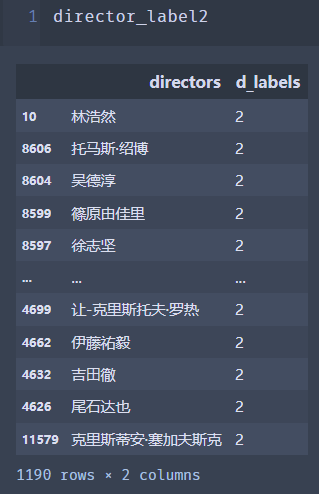 1 director_label2
directors d_labels
10 林浩然 2
8606 托马斯·绍博 2
8604 吴德淳 2
8599 篠原由佳里 2
8597 徐志坚 2
... ... ...
4699 让-克里斯托夫·罗热 2
4662 伊藤祐毅 2
4632 吉田徹 2
4626 尾石达也 2
11579 克里斯蒂安·塞加夫斯克 2
1190 rows × 2 columns